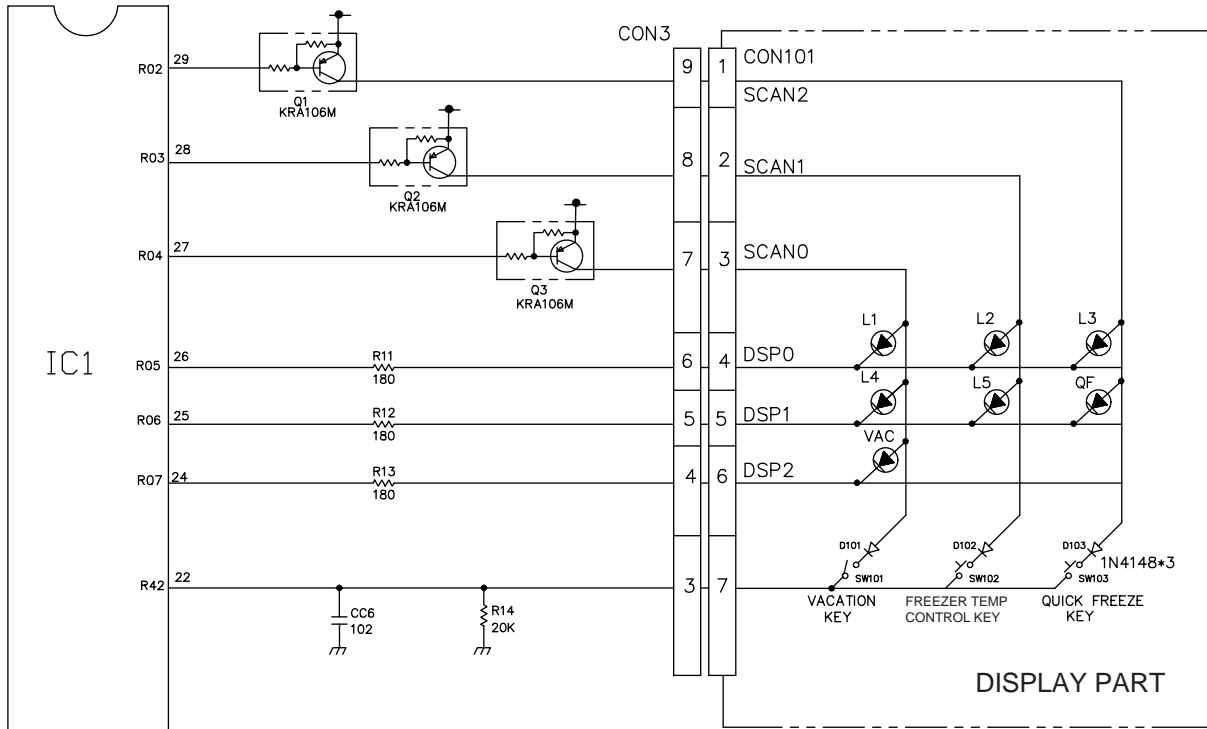 CON3
29
R02
Q1
KRA106M
9
1
CON101
SCAN2
28
R03
Q2
KRA106M
8
2
SCAN1
27
R04
Q3
KRA106M
7
3
SCAN0
IC1
26
R05
R11
180
6
4
DSP0
L1
L2
L3
25
R06
R12
180
5
5
DSP1
L4
L5
QF
24
R07
R13
180
4
6
DSP2
VAC
22
R42
CC6
102
R14
20K
3
7
D101
SW101
D102
SW102
D103
SW103
1N4148*3
VACATION
KEY
FREEZER TEMP
CONTROL KEY
QUICK FREEZE
KEY
DISPLAY PART